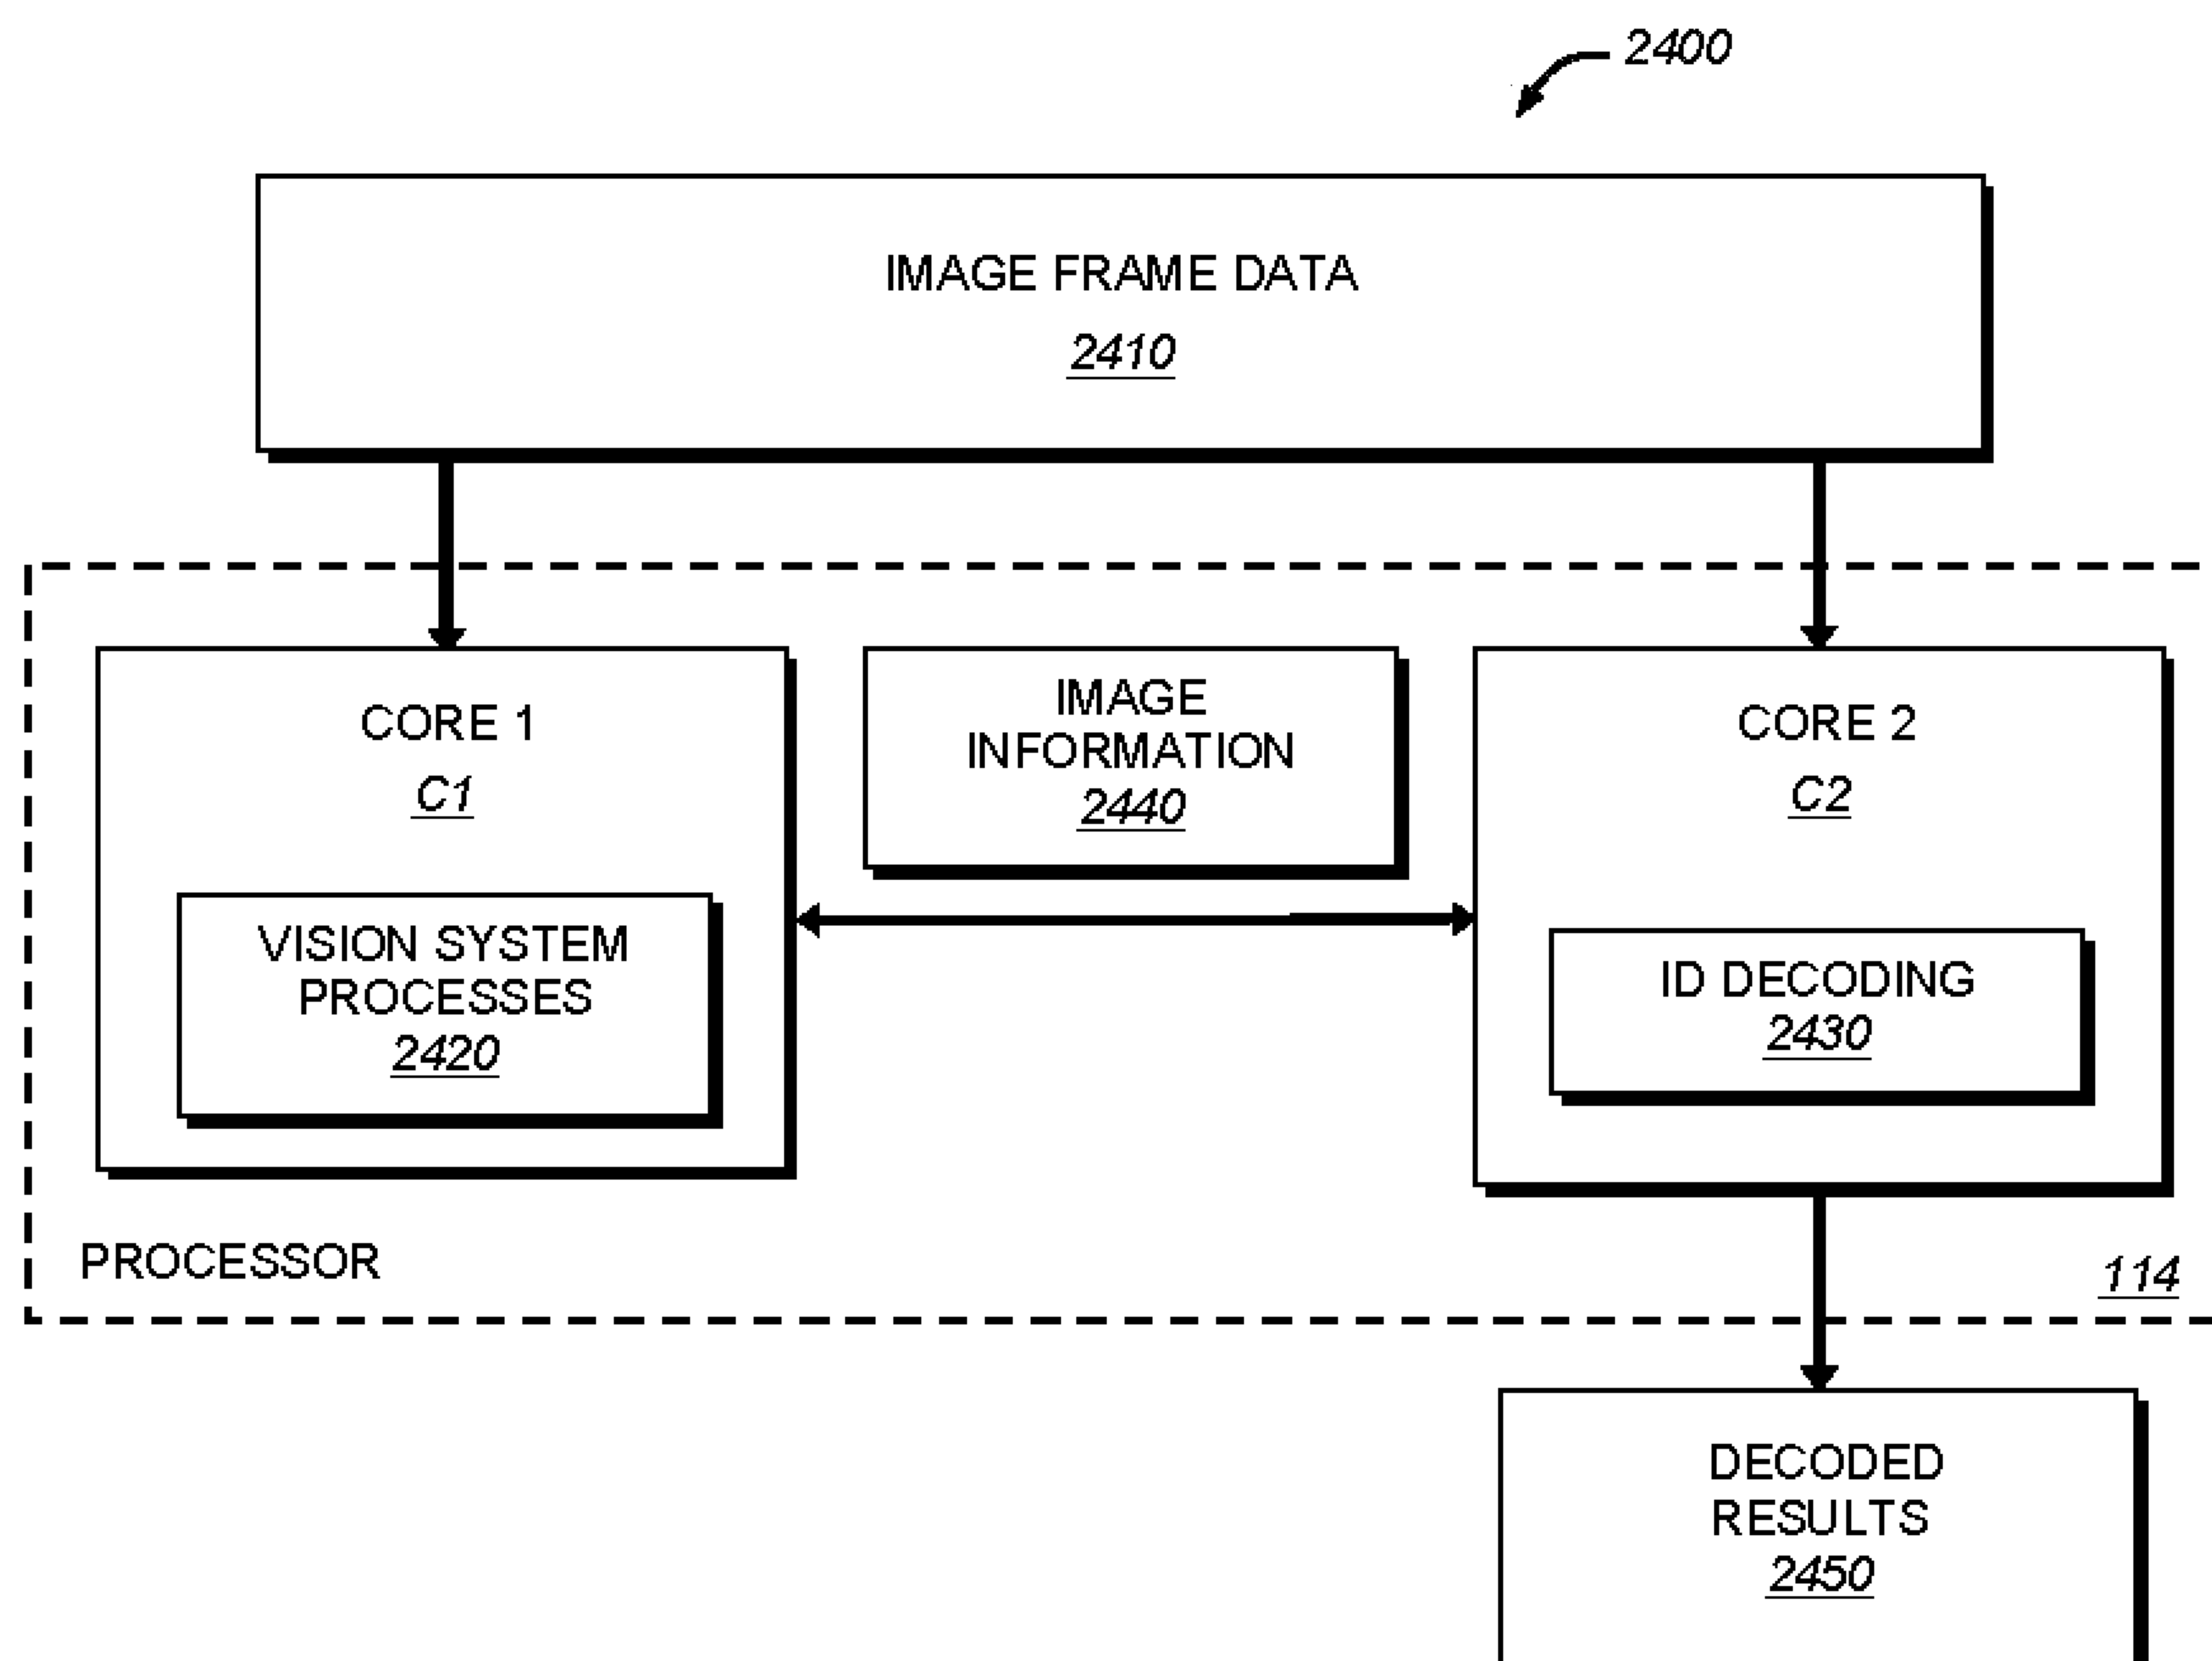 2400
IMAGE FRAME DATA
2410
CORE 1
C1
VISION SYSTEM
PROCESSES
2420
IMAGE
INFORMATION
2440
CORE 2
C2
ID DECODING
2430
PROCESSOR
114
DECODED
RESULTS
2450